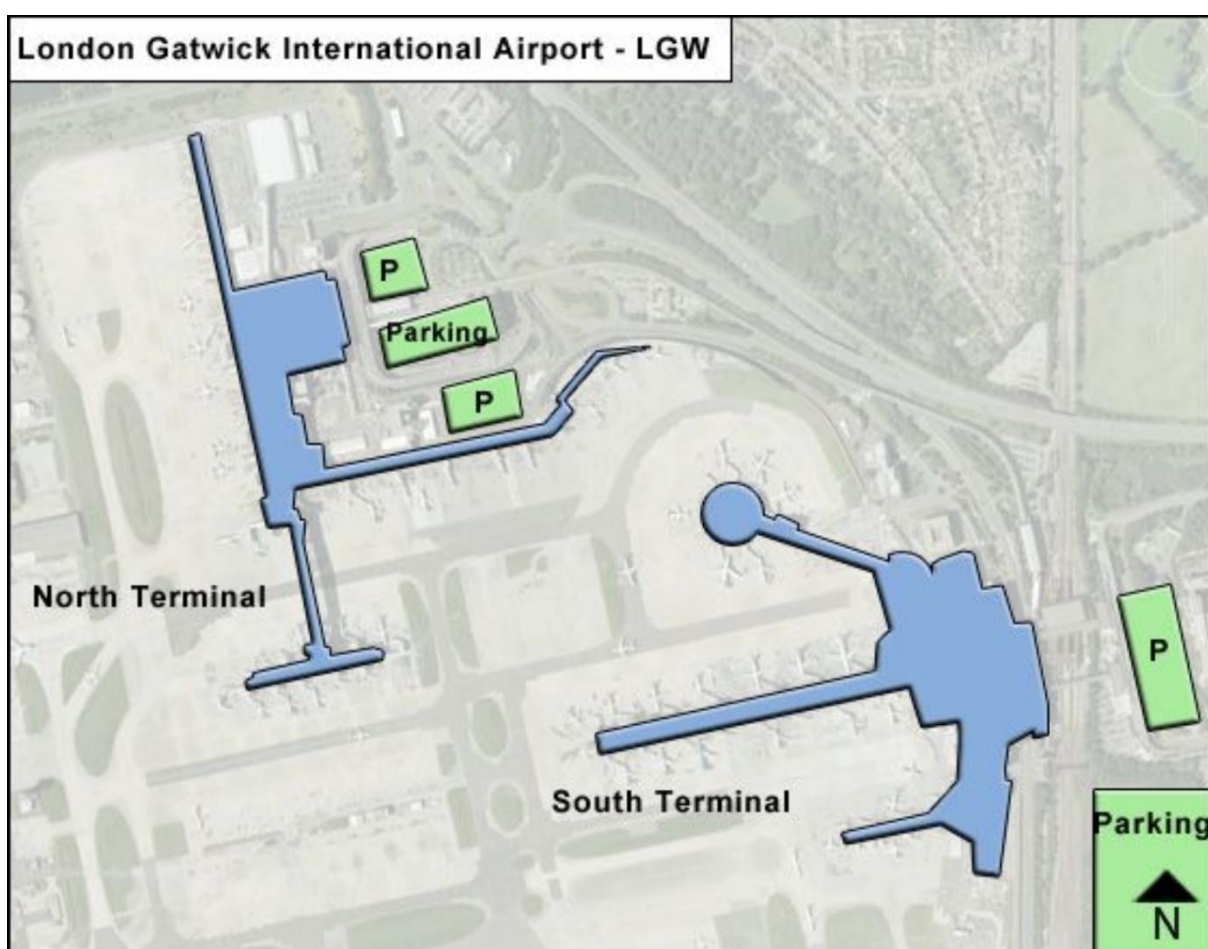 London Gatwick International Airport - LGW
P
Parking
P
North Terminal
P
South Terminal
Parking
N